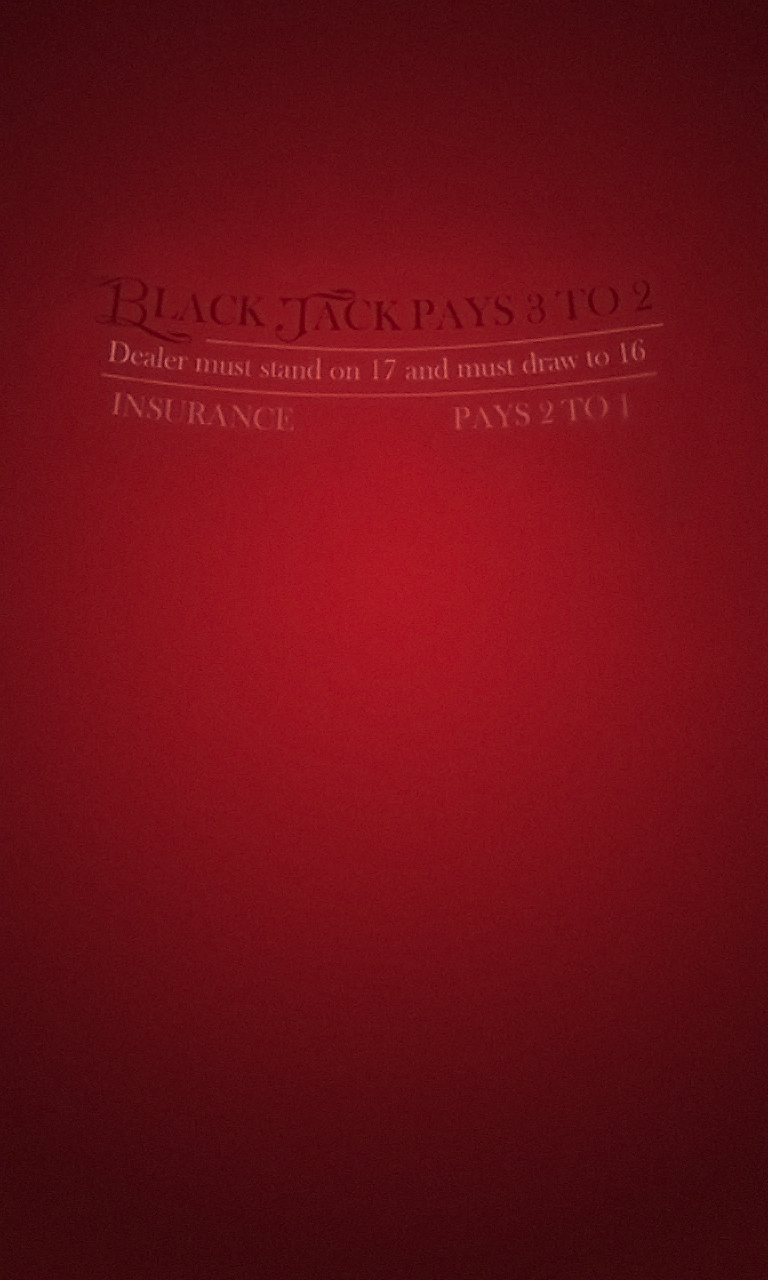 BLACK JACK PAYS 3 TO 2
Dealer must stand on 17 and must draw to 16
INSURANCE PAYS 2 TO 1